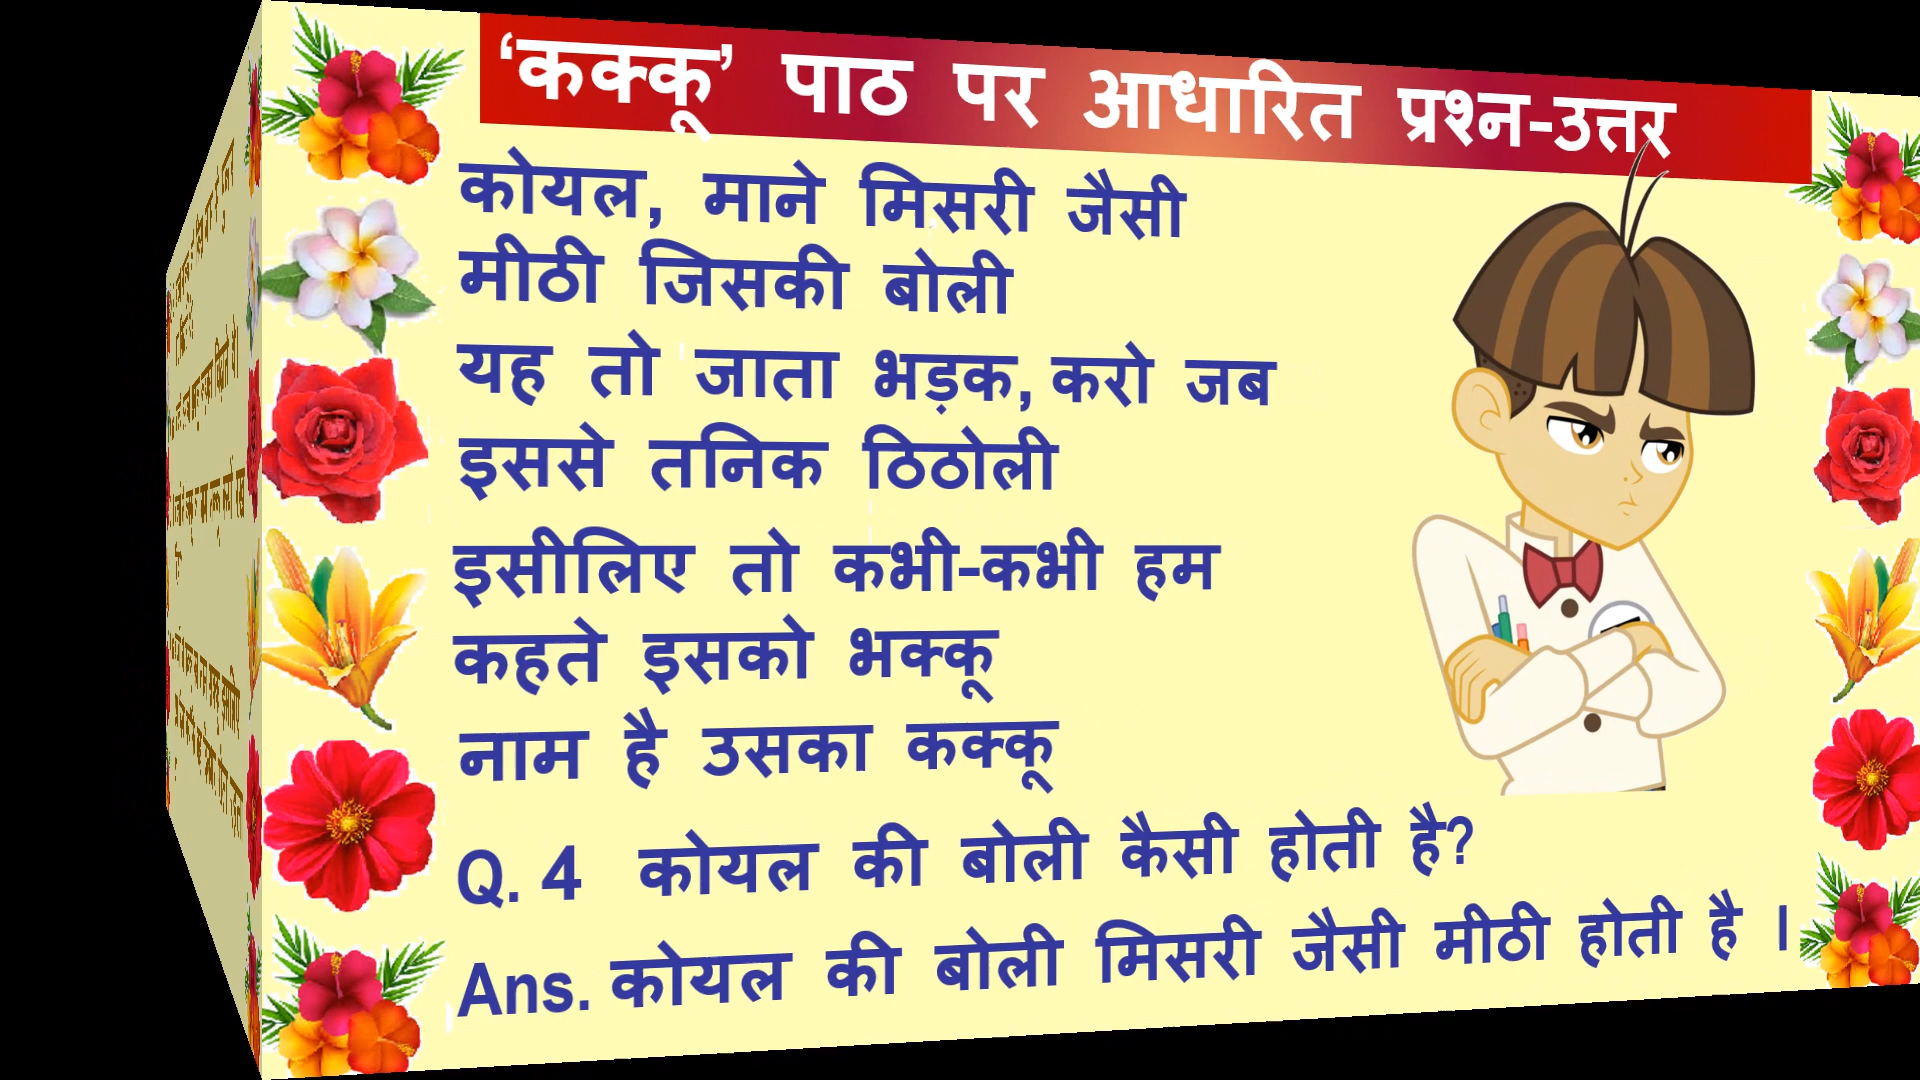 ‘कक्कू’ पाठ पर आधारित प्रश्न-उत्तर
कोयल, माने मिसरी जैसी
मीठी जिसकी बोली
यह तो जाता भड़क, करो जब
इससे तनिक ठिठोली
इसीलिए तो कभी-कभी हम
कहते इसको भक्कू
नाम है उसका कक्कू
Q. 4 कोयल की बोली कैसी होती है?
Ans. कोयल की बोली मिसरी जैसी मीठी होती है ।